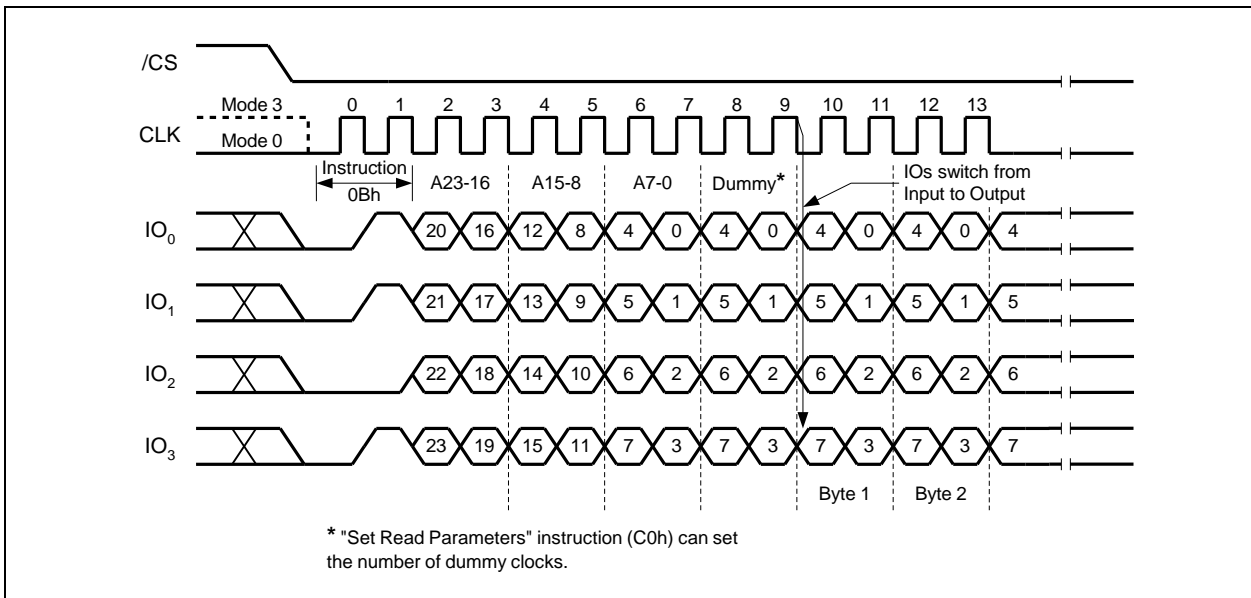 /CS
Mode 3 0 1 2 3 4 5 6 7 8 9 10 11 12 13
CLK Mode 0
Instruction
0Bh A23-16 A15-8 A7-0 Dummy*
IOs switch from
Input to Output
IO0 20 16 12 8 4 0 4 0 4 0 4 0 4
IO1 21 17 13 9 5 1 5 1 5 1 5 1 5
IO2 22 18 14 10 6 2 6 2 6 2 6 2 6
IO3 23 19 15 11 7 3 7 3 7 3 7 3 7
Byte 1 Byte 2
* "Set Read Parameters" instruction (C0h) can set
the number of dummy clocks.